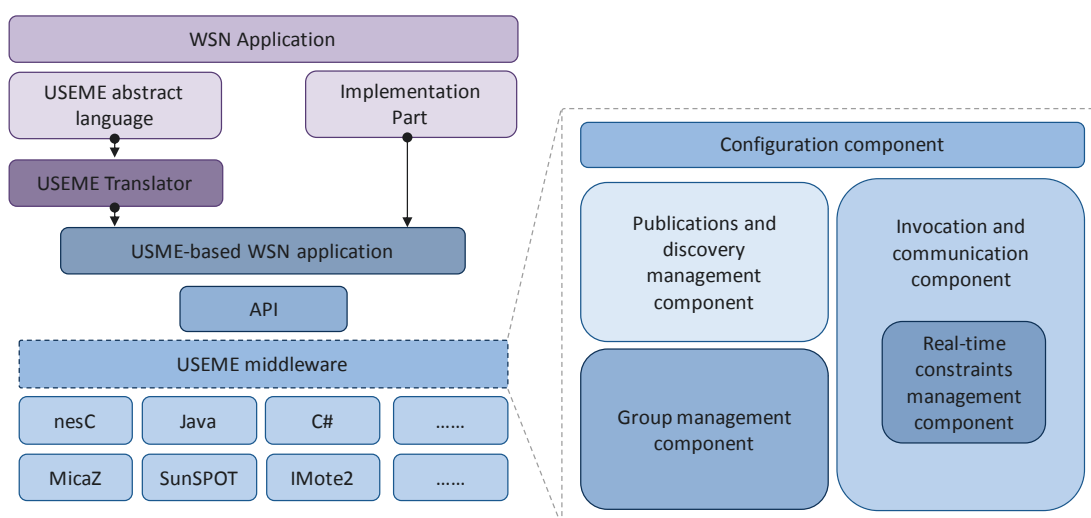 WSN Application
USEME abstract
language
Implementation
Part
USEME Translator
USME-based WSN application
API
USEME middleware
nesC
Java
C#
......
MicaZ
SunSPOT
IMote2
......
Configuration component
Publications and
discovery
management
component
Invocation and
communication
component
Real-time
constraints
management
component
Group management
component